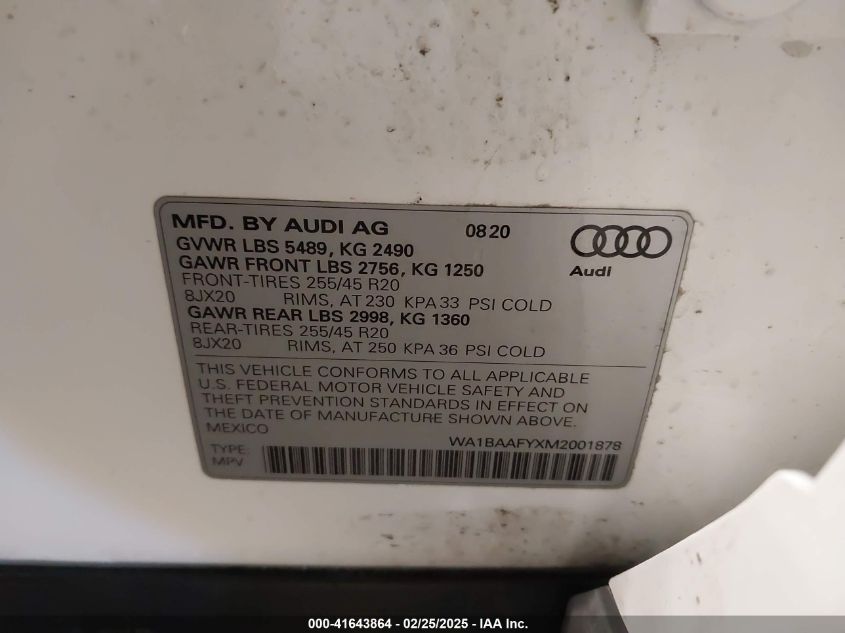 MFD. BY AUDI AG 0820
Audi
GVWR LBS 5489, KG 2490
GAWR FRONT LBS 2756, KG 1250
FRONT-TIRES 255/45 R20
8JX20 RIMS, AT 230 KPA 33 PSI COLD
GAWR REAR LBS 2998, KG 1360
REAR-TIRES 255/45 R20
8JX20 RIMS, AT 250 KPA 36 PSI COLD
THIS VEHICLE CONFORMS TO ALL APPLICABLE
U.S. FEDERAL MOTOR VEHICLE SAFETY AND
THEFT PREVENTION STANDARDS IN EFFECT ON
THE DATE OF MANUFACTURE SHOWN ABOVE.
MEXICO
WA1BAAFYXM2001878
TYPE:
MPV
000-41643864 - 02/25/2025 - IAA Inc.